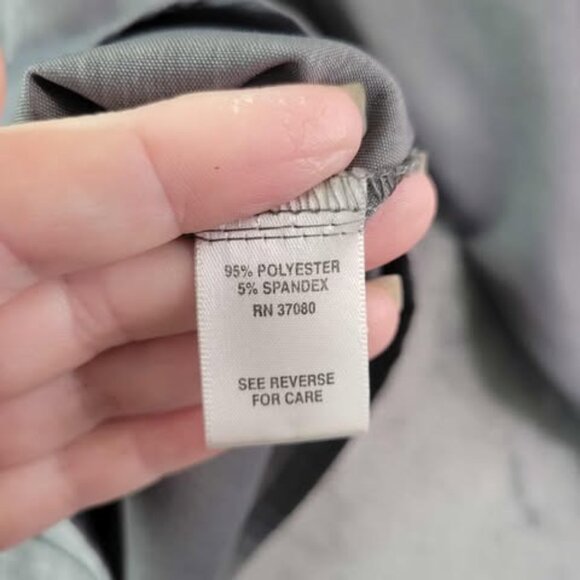 95% POLYESTER
5% SPANDEX
RN 37080
SEE REVERSE
FOR CARE